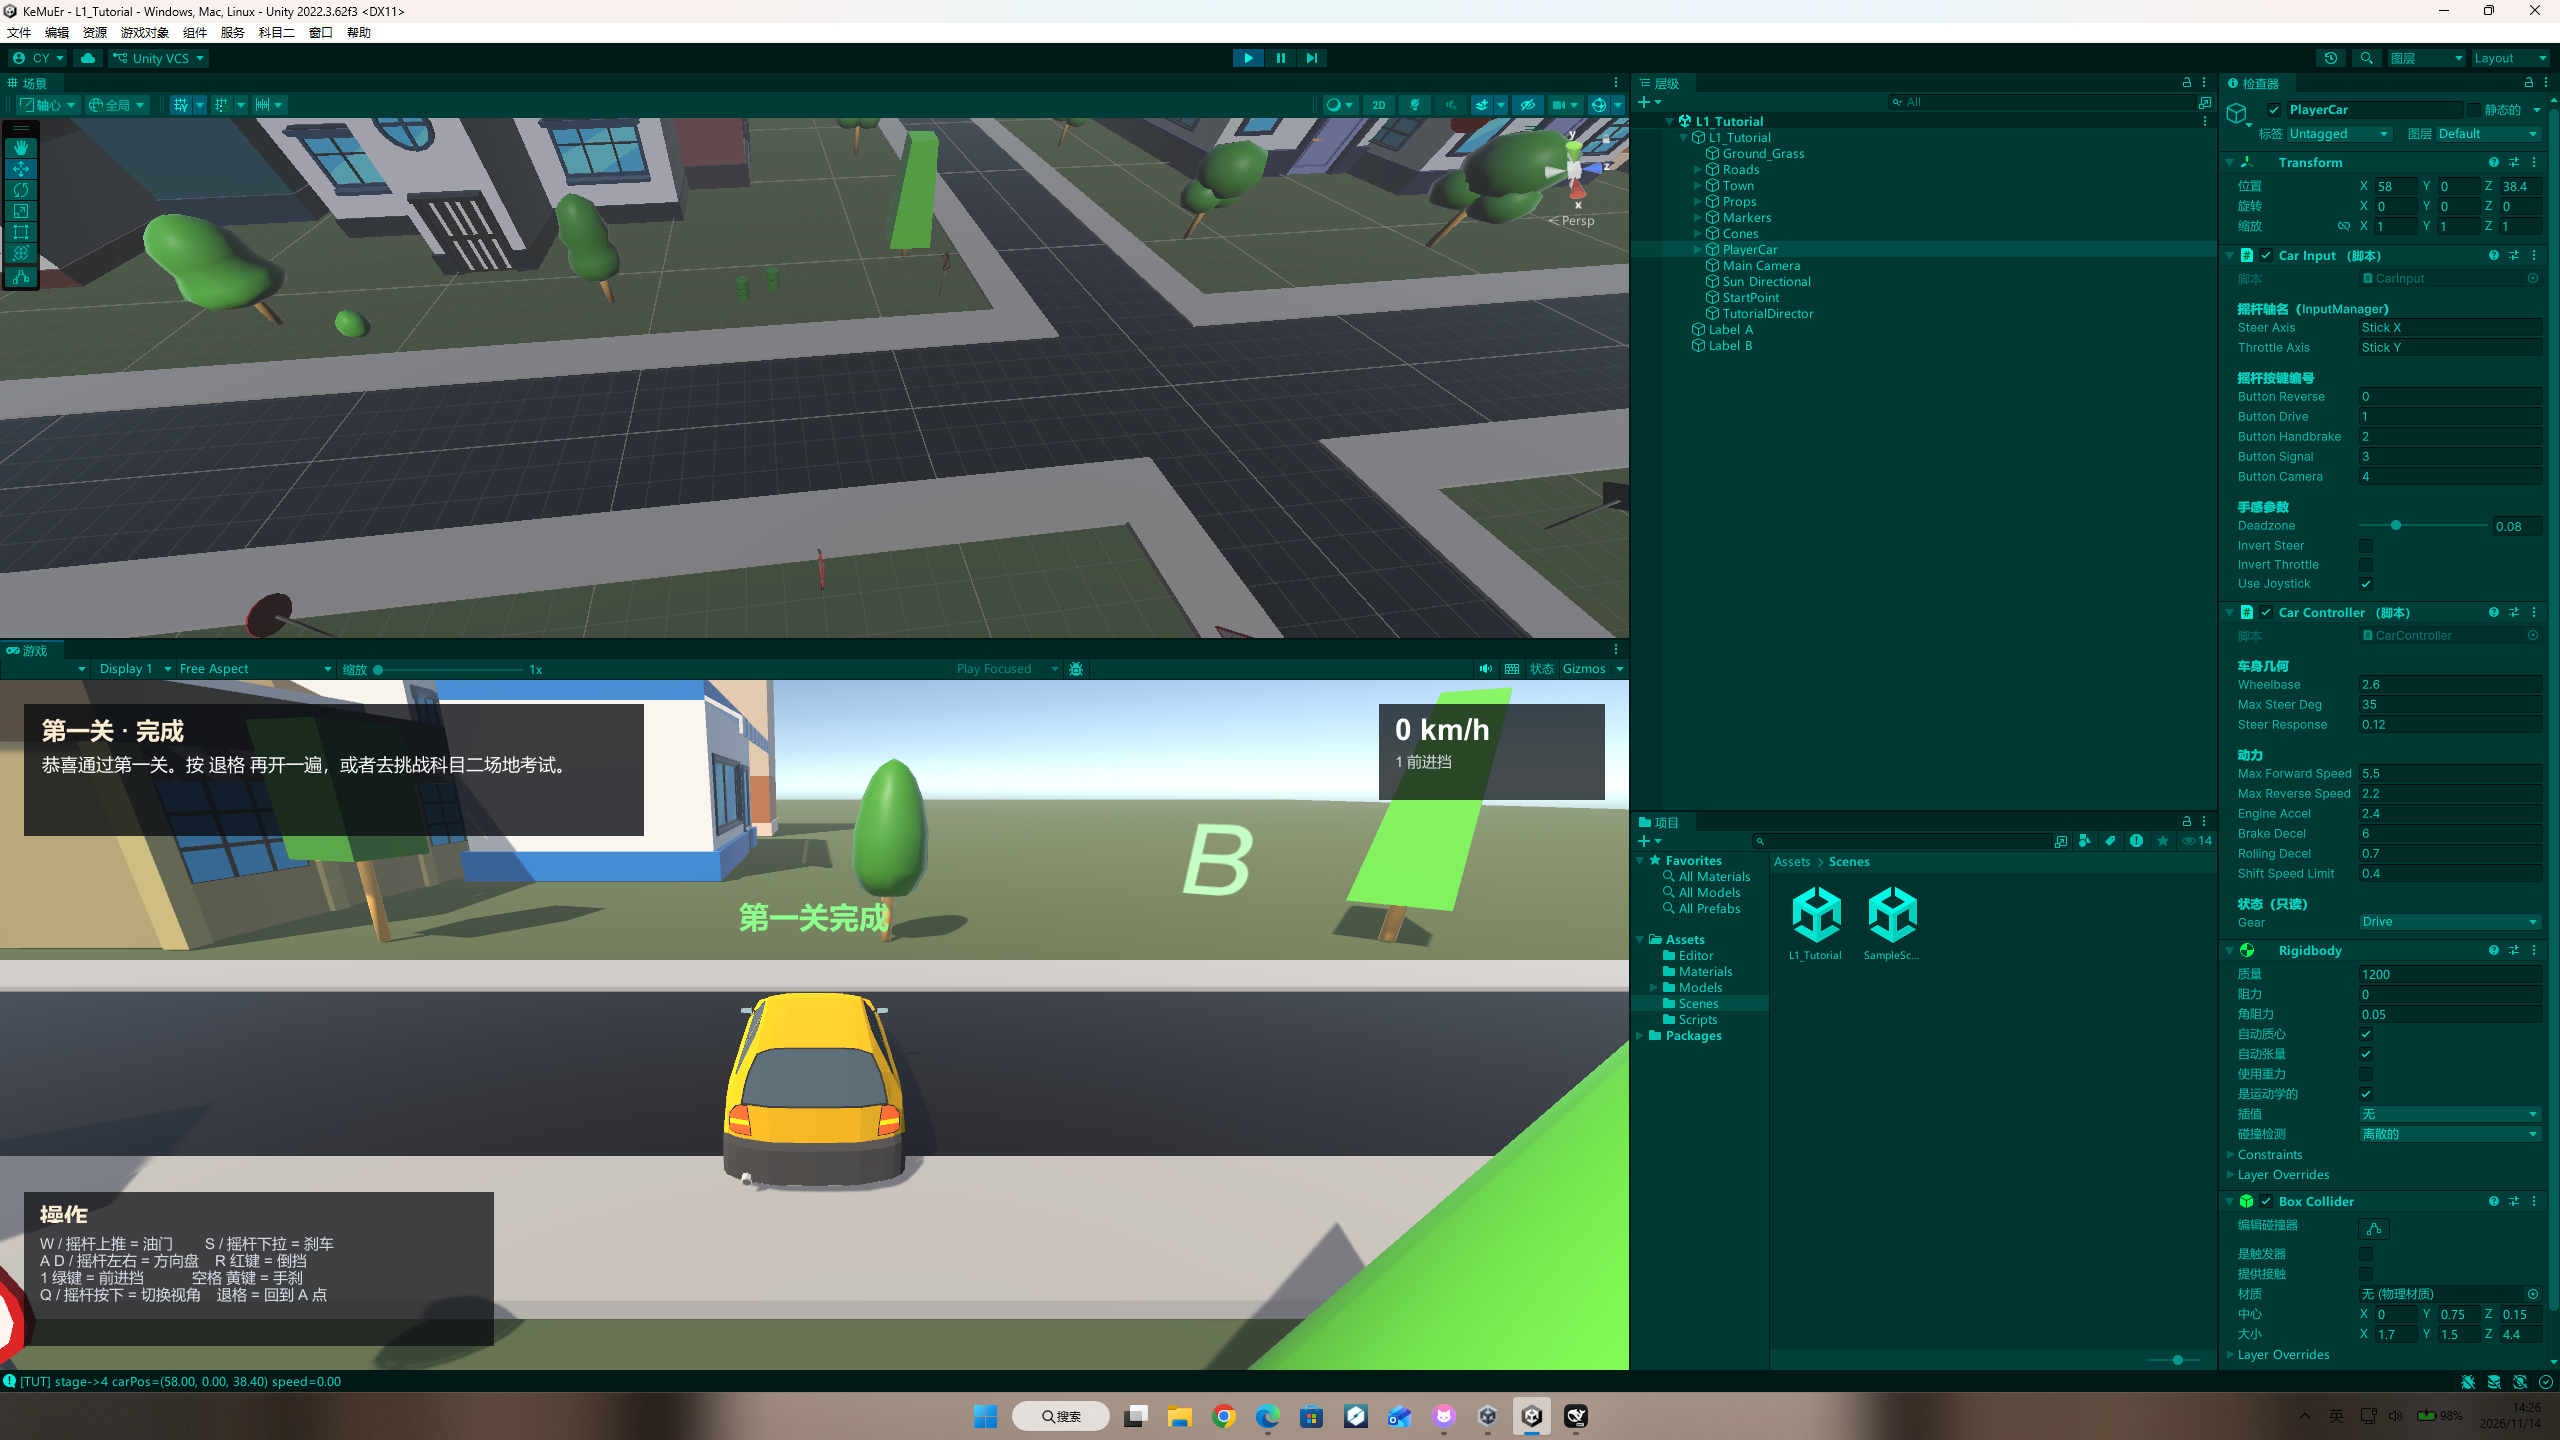 KeMuEr - L1_Tutorial - Windows, Mac, Linux - Unity 2022.3.62f3 <DX11>
文件 编辑 资源 游戏对象 组件 服务 科目二 窗口 帮助
CY Unity VCS 图层 Layout
场景
轴心 全局 2D
y
z
x
< Persp
游戏
Display 1 Free Aspect 缩放 1x Play Focused 状态 Gizmos
第一关 · 完成
恭喜通过第一关。按 退格 再开一遍，或者去挑战科目二场地考试。
0 km/h
1 前进挡
B
第一关完成
操作
W / 摇杆上推 = 油门 S / 摇杆下拉 = 刹车
A D / 摇杆左右 = 方向盘 R 红键 = 倒挡
1 绿键 = 前进挡 空格 黄键 = 手刹
Q / 摇杆按下 = 切换视角 退格 = 回到 A 点
[TUT] stage->4 carPos=(58.00, 0.00, 38.40) speed=0.00
层级
All
L1_Tutorial
L1_Tutorial
Ground_Grass
Roads
Town
Props
Markers
Cones
PlayerCar
Main Camera
Sun Directional
StartPoint
TutorialDirector
Label A
Label B
项目
14
Favorites
All Materials
All Models
All Prefabs
Assets
Editor
Materials
Models
Scenes
Scripts
Packages
Assets > Scenes
L1_Tutorial SampleSc...
检查器
PlayerCar 静态的
标签 Untagged 图层 Default
Transform
位置 X 58 Y 0 Z 38.4
旋转 X 0 Y 0 Z 0
缩放 X 1 Y 1 Z 1
Car Input （脚本）
脚本 CarInput
摇杆轴名（InputManager）
Steer Axis Stick X
Throttle Axis Stick Y
摇杆按键编号
Button Reverse 0
Button Drive 1
Button Handbrake 2
Button Signal 3
Button Camera 4
手感参数
Deadzone 0.08
Invert Steer
Invert Throttle
Use Joystick
Car Controller （脚本）
脚本 CarController
车身几何
Wheelbase 2.6
Max Steer Deg 35
Steer Response 0.12
动力
Max Forward Speed 5.5
Max Reverse Speed 2.2
Engine Accel 2.4
Brake Decel 6
Rolling Decel 0.7
Shift Speed Limit 0.4
状态（只读）
Gear Drive
Rigidbody
质量 1200
阻力 0
角阻力 0.05
自动质心
自动张量
使用重力
是运动学的
插值 无
碰撞检测 离散的
Constraints
Layer Overrides
Box Collider
编辑碰撞器
是触发器
提供接触
材质 无 (物理材质)
中心 X 0 Y 0.75 Z 0.15
大小 X 1.7 Y 1.5 Z 4.4
Layer Overrides
搜索
英 98%
14:26
2026/11/14